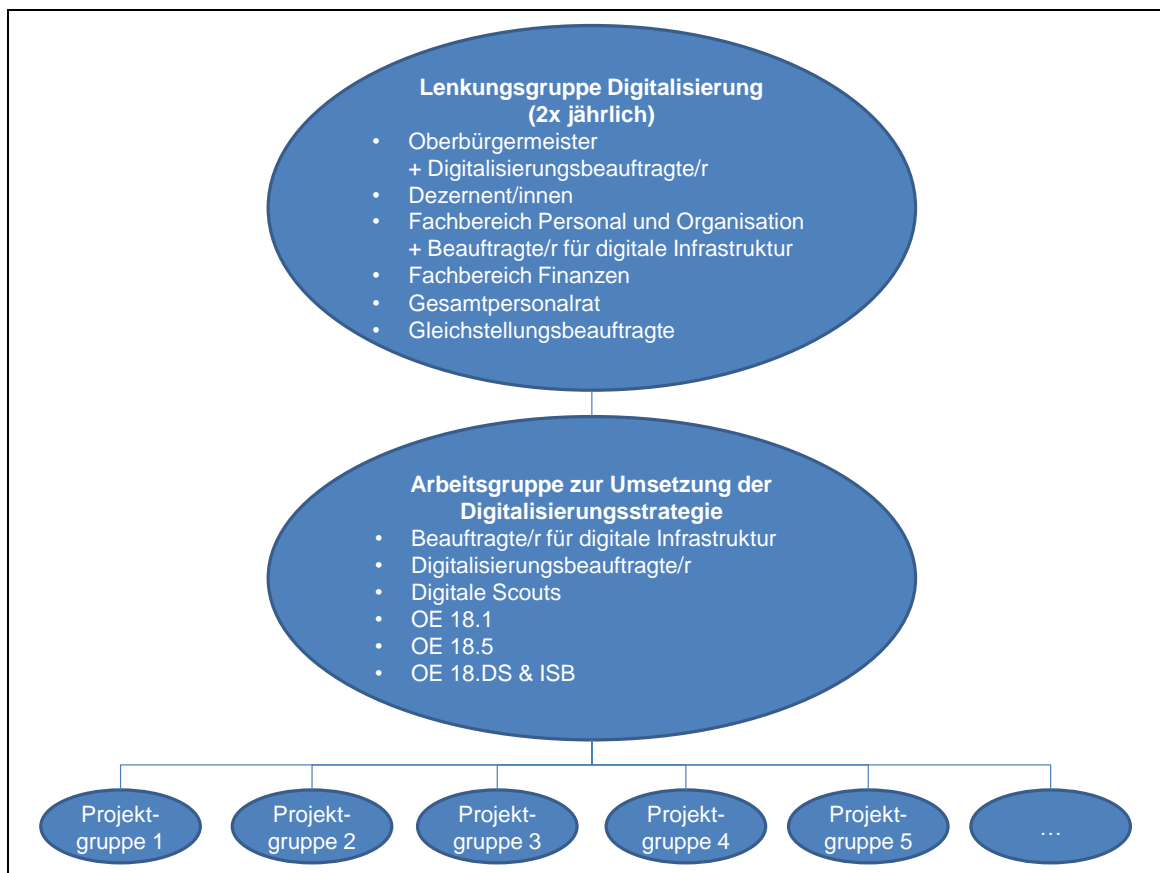 Lenkungsgruppe Digitalisierung
(2x jährlich)
• Oberbürgermeister
+ Digitalisierungsbeauftragte/r
• Dezernent/innen
• Fachbereich Personal und Organisation
+ Beauftragte/r für digitale Infrastruktur
• Fachbereich Finanzen
• Gesamtpersonalrat
• Gleichstellungsbeauftragte
Arbeitsgruppe zur Umsetzung der
Digitalisierungsstrategie
• Beauftragte/r für digitale Infrastruktur
• Digitalisierungsbeauftragte/r
• Digitale Scouts
• OE 18.1
• OE 18.5
• OE 18.DS & ISB
Projekt-
gruppe 1
Projekt-
gruppe 2
Projekt-
gruppe 3
Projekt-
gruppe 4
Projekt-
gruppe 5
…